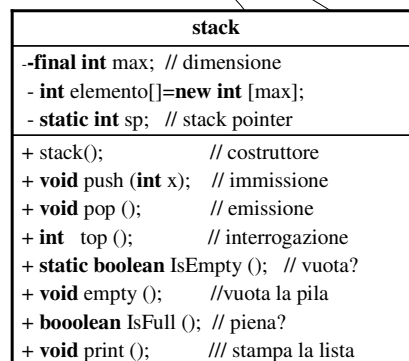 stack
--final int max; // dimensione
- int elemento[]=new int [max];
- static int sp; // stack pointer
+ stack(); // costruttore
+ void push (int x); // immissione
+ void pop (); // emissione
+ int top (); // interrogazione
+ static boolean IsEmpty (); // vuota?
+ void empty (); //vuota la pila
+ booolean IsFull (); // piena?
+ void print (); /// stampa la lista